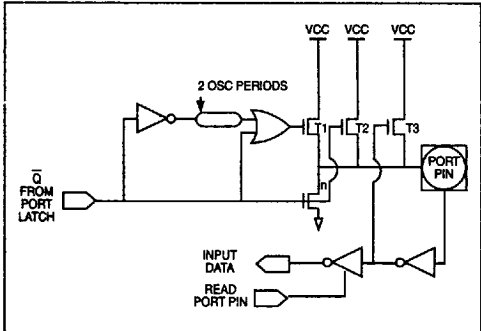 VCC VCC VCC
2 OSC PERIODS
T1 T2 T3
PORT
PIN
Q
FROM
PORT
LATCH
n
INPUT
DATA
READ
PORT PIN